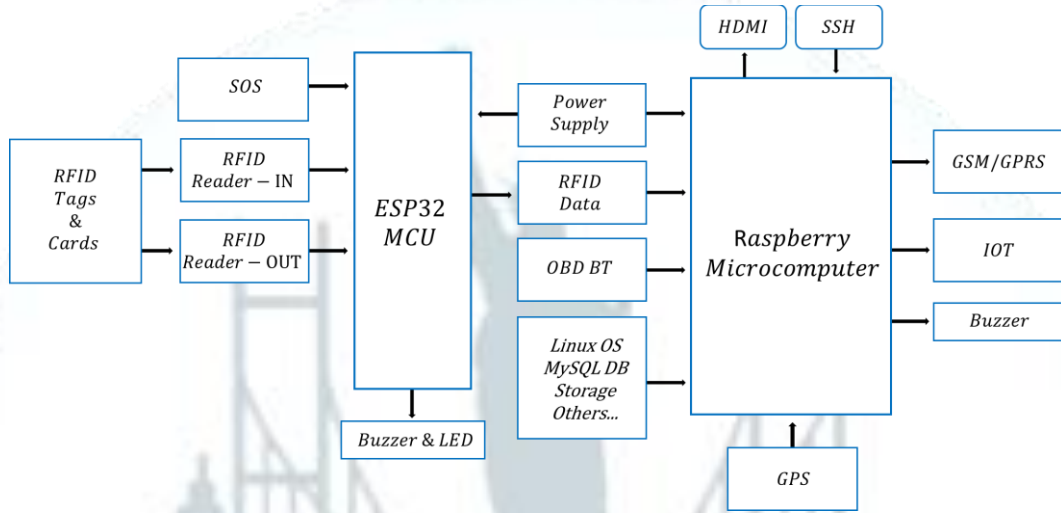 HDMI
SSH
SOS
Power
Supply
RFID
Tags
&
Cards
RFID
Reader – IN
RFID
Reader – OUT
ESP32
MCU
RFID
Data
OBD BT
Linux OS
MySQL DB
Storage
Others...
Buzzer & LED
Raspberry
Microcomputer
GSM/GPRS
IOT
Buzzer
GPS